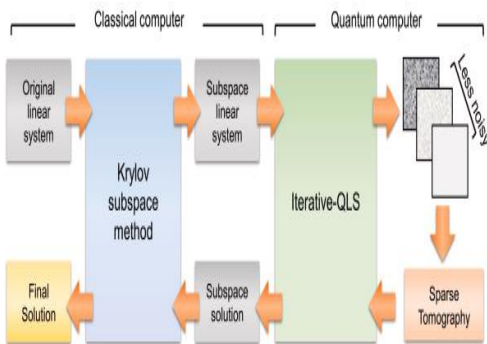 Classical computer
Quantum computer
Original
linear
system
Krylov
subspace
method
Subspace
linear
system
Iterative-QLS
Less noisy
Final
Solution
Subspace
solution
Sparse
Tomography